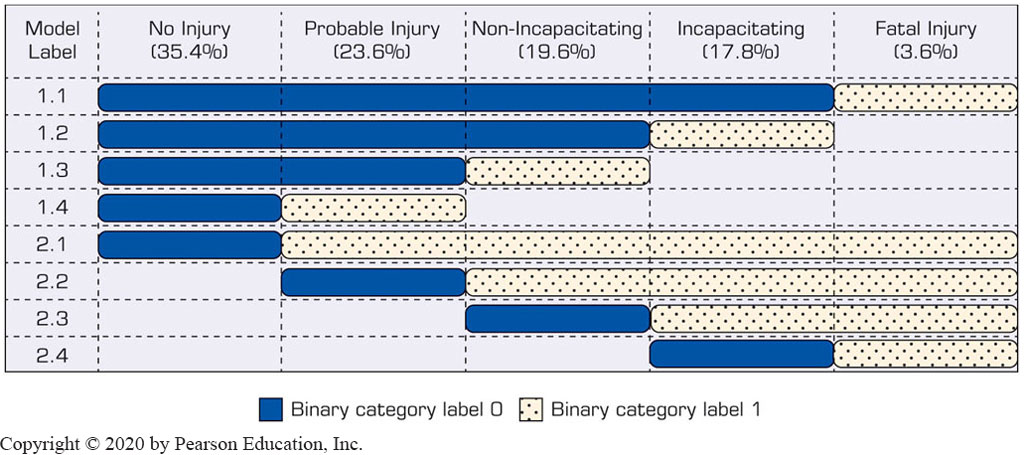 Model Label
No Injury (35.4%)
Probable Injury (23.6%)
Non-Incapacitating (19.6%)
Incapacitating (17.8%)
Fatal Injury (3.6%)
1.1
1.2
1.3
1.4
2.1
2.2
2.3
2.4
Binary category label 0
Binary category label 1
Copyright © 2020 by Pearson Education, Inc.